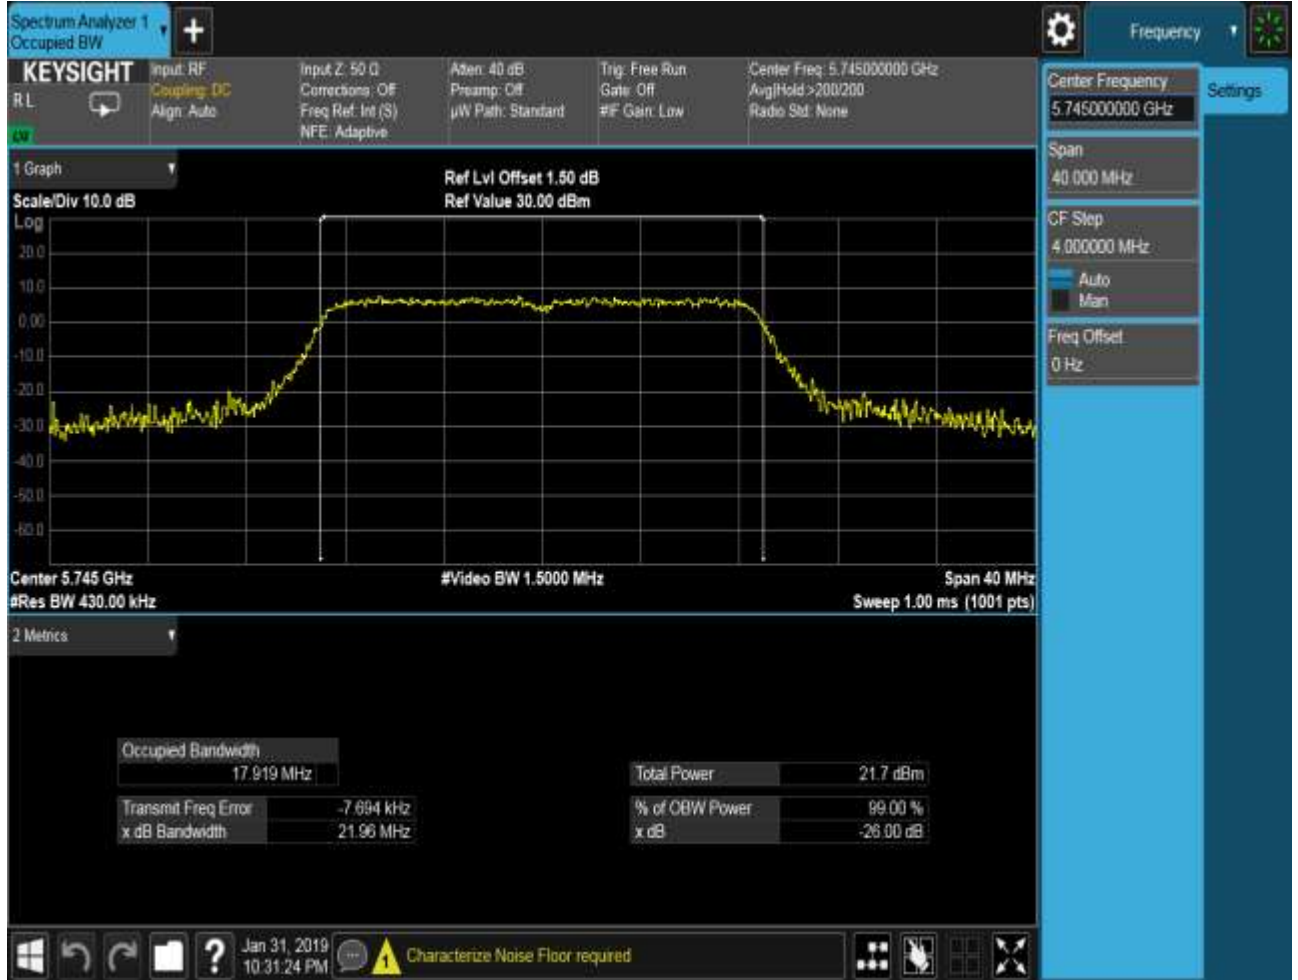 Spectrum Analyzer 1
Occupied BW
Frequency
KEYSIGHT
R L
Input: RF
Coupling: DC
Align: Auto
Input Z: 50 Ω
Corrections: Off
Freq Ref: Int (S)
NFE: Adaptive
Atten: 40 dB
Preamp: Off
µW Path: Standard
Trig: Free Run
Gate: Off
#IF Gain: Low
Center Freq: 5.745000000 GHz
Avg|Hold:>200/200
Radio Std: None
Center Frequency
5.745000000 GHz
Settings
Span
40.000 MHz
CF Step
4.000000 MHz
Auto
Man
Freq Offset
0 Hz
1 Graph
Scale/Div 10.0 dB
Ref Lvl Offset 1.50 dB
Ref Value 30.00 dBm
Log
20.0
10.0
0.00
-10.0
-20.0
-30.0
-40.0
-50.0
-60.0
Center 5.745 GHz
#Video BW 1.5000 MHz
Span 40 MHz
#Res BW 430.00 kHz
Sweep 1.00 ms (1001 pts)
2 Metrics
Occupied Bandwidth
17.919 MHz
Total Power 21.7 dBm
Transmit Freq Error -7.694 kHz
% of OBW Power 99.00 %
x dB Bandwidth 21.96 MHz
x dB -26.00 dB
?
Jan 31, 2019
10:31:24 PM
1
Characterize Noise Floor required